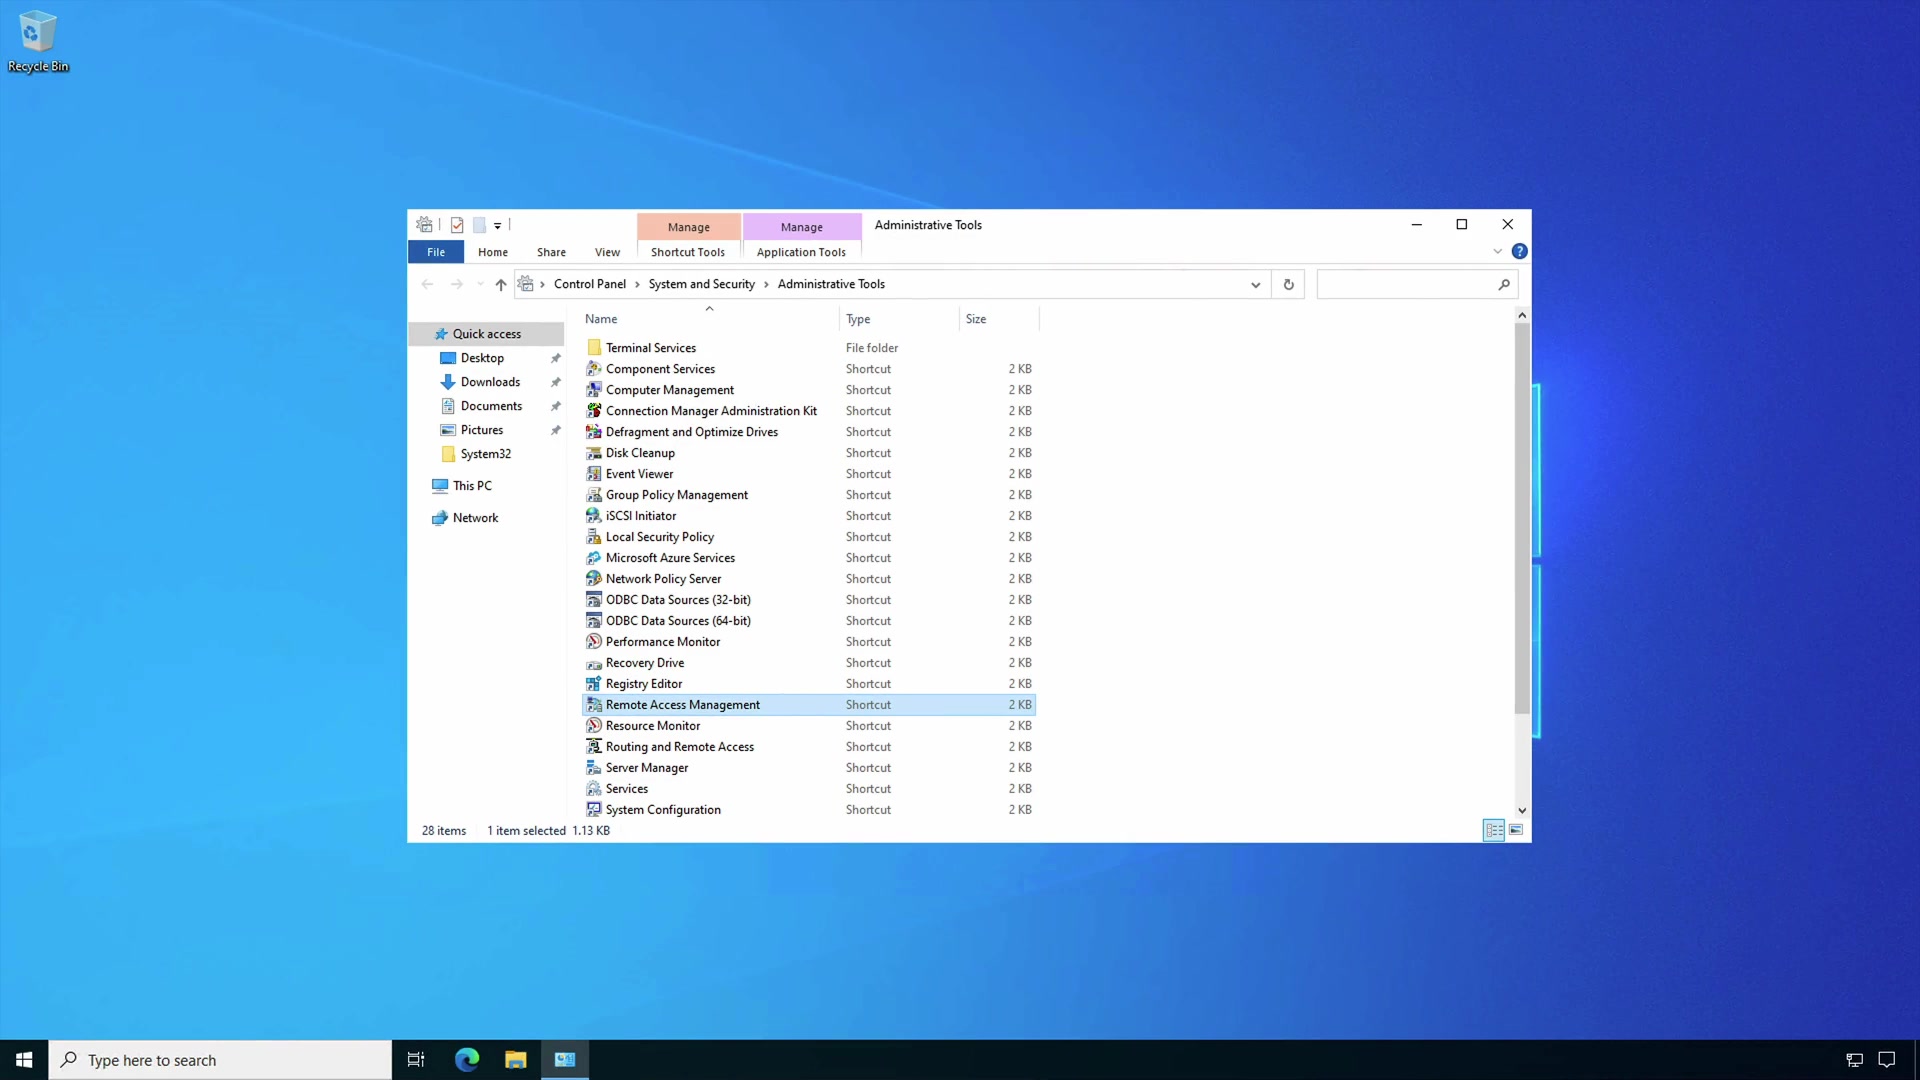 Recycle Bin
Manage
Manage
Administrative Tools
File
Home
Share
View
Shortcut Tools
Application Tools
Control Panel
System and Security
Administrative Tools
Quick access
Desktop
Downloads
Documents
Pictures
System32
This PC
Network
Name Type Size
Terminal Services File folder
Component Services Shortcut 2 KB
Computer Management Shortcut 2 KB
Connection Manager Administration Kit Shortcut 2 KB
Defragment and Optimize Drives Shortcut 2 KB
Disk Cleanup Shortcut 2 KB
Event Viewer Shortcut 2 KB
Group Policy Management Shortcut 2 KB
iSCSI Initiator Shortcut 2 KB
Local Security Policy Shortcut 2 KB
Microsoft Azure Services Shortcut 2 KB
Network Policy Server Shortcut 2 KB
ODBC Data Sources (32-bit) Shortcut 2 KB
ODBC Data Sources (64-bit) Shortcut 2 KB
Performance Monitor Shortcut 2 KB
Recovery Drive Shortcut 2 KB
Registry Editor Shortcut 2 KB
Remote Access Management Shortcut 2 KB
Resource Monitor Shortcut 2 KB
Routing and Remote Access Shortcut 2 KB
Server Manager Shortcut 2 KB
Services Shortcut 2 KB
System Configuration Shortcut 2 KB
28 items 1 item selected 1.13 KB
Type here to search